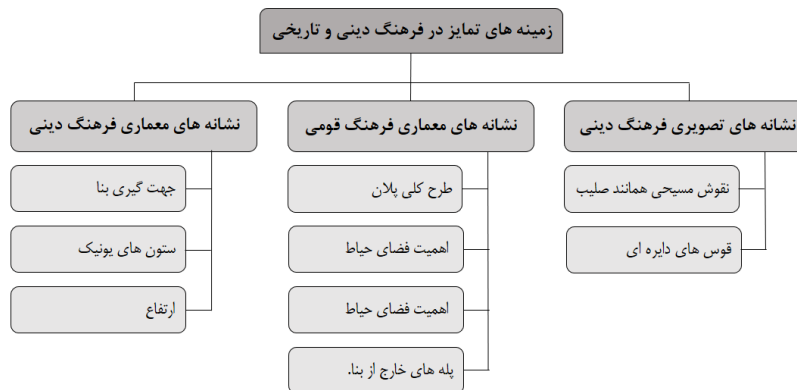 زمینه های تمایز در فرهنگ دینی و تاریخی
نشانه های تصویری فرهنگ دینی
نقوش مسیحی همانند صلیب
قوس های دایره ای
نشانه های معماری فرهنگ قومی
طرح کلی پلان
اهمیت فضای حیاط
اهمیت فضای حیاط
پله های خارج از بنا.
نشانه های معماری فرهنگ دینی
جهت گیری بنا
ستون های یونیک
ارتفاع